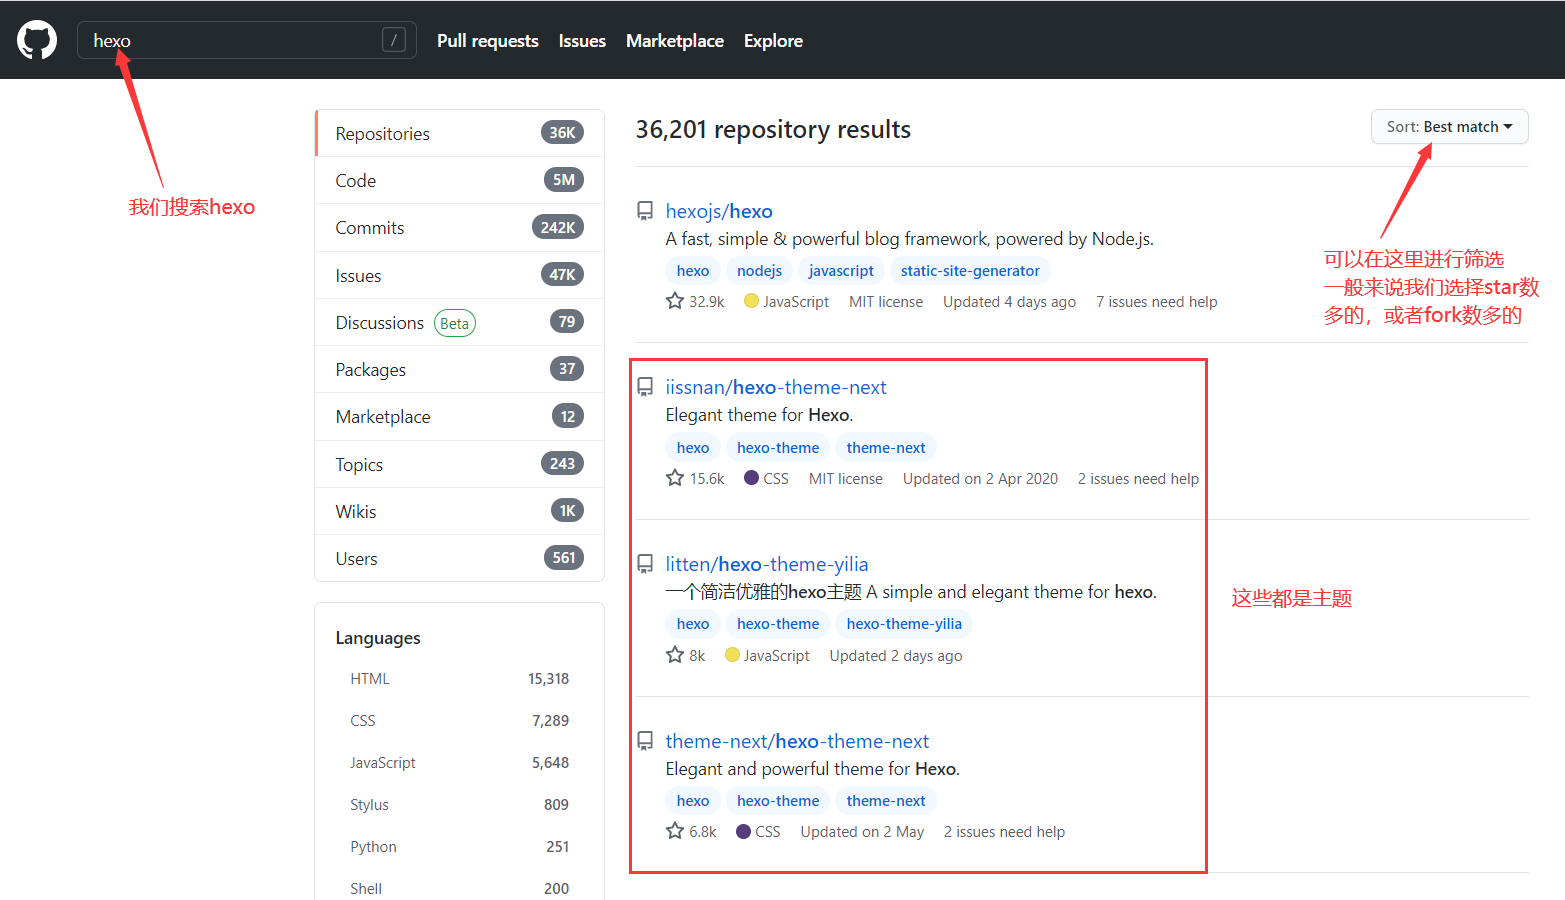 hexo
/
Pull requests
Issues
Marketplace
Explore
我们搜索hexo
Repositories 36K
Code 5M
Commits 242K
Issues 47K
Discussions Beta 79
Packages 37
Marketplace 12
Topics 243
Wikis 1K
Users 561
Languages
HTML 15,318
CSS 7,289
JavaScript 5,648
Stylus 809
Python 251
Shell 200
36,201 repository results
Sort: Best match
可以在这里进行筛选
一般来说我们选择star数
多的，或者fork数多的
hexojs/hexo
A fast, simple & powerful blog framework, powered by Node.js.
hexo nodejs javascript static-site-generator
32.9k JavaScript MIT license Updated 4 days ago 7 issues need help
iissnan/hexo-theme-next
Elegant theme for Hexo.
hexo hexo-theme theme-next
15.6k CSS MIT license Updated on 2 Apr 2020 2 issues need help
litten/hexo-theme-yilia
一个简洁优雅的hexo主题 A simple and elegant theme for hexo.
hexo hexo-theme hexo-theme-yilia
8k JavaScript Updated 2 days ago
这些都是主题
theme-next/hexo-theme-next
Elegant and powerful theme for Hexo.
hexo hexo-theme theme-next
6.8k CSS Updated on 2 May 2 issues need help